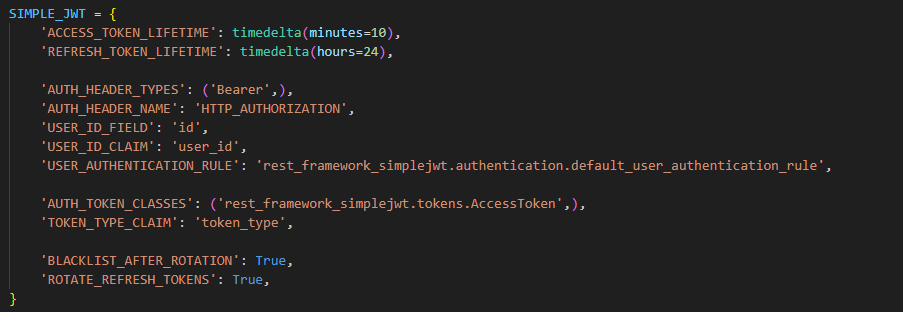 SIMPLE_JWT = {
'ACCESS_TOKEN_LIFETIME': timedelta(minutes=10),
'REFRESH_TOKEN_LIFETIME': timedelta(hours=24),
'AUTH_HEADER_TYPES': ('Bearer',),
'AUTH_HEADER_NAME': 'HTTP_AUTHORIZATION',
'USER_ID_FIELD': 'id',
'USER_ID_CLAIM': 'user_id',
'USER_AUTHENTICATION_RULE': 'rest_framework_simplejwt.authentication.default_user_authentication_rule',
'AUTH_TOKEN_CLASSES': ('rest_framework_simplejwt.tokens.AccessToken',),
'TOKEN_TYPE_CLAIM': 'token_type',
'BLACKLIST_AFTER_ROTATION': True,
'ROTATE_REFRESH_TOKENS': True,
}